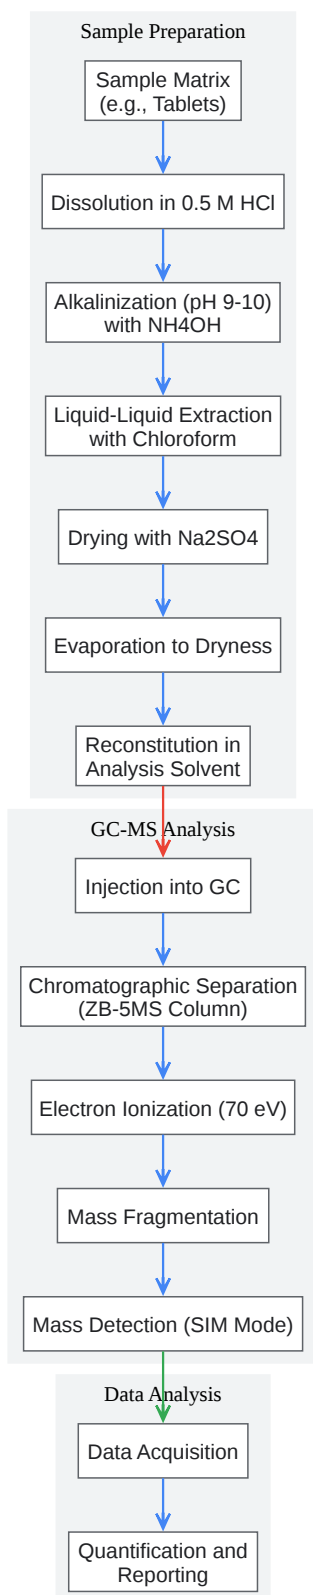 Sample Preparation
Sample Matrix
(e.g., Tablets)
Dissolution in 0.5 M HCl
Alkalinization (pH 9-10)
with NH4OH
Liquid-Liquid Extraction
with Chloroform
Drying with Na2SO4
Evaporation to Dryness
Reconstitution in
Analysis Solvent
GC-MS Analysis
Injection into GC
Chromatographic Separation
(ZB-5MS Column)
Electron Ionization (70 eV)
Mass Fragmentation
Mass Detection (SIM Mode)
Data Analysis
Data Acquisition
Quantification and
Reporting